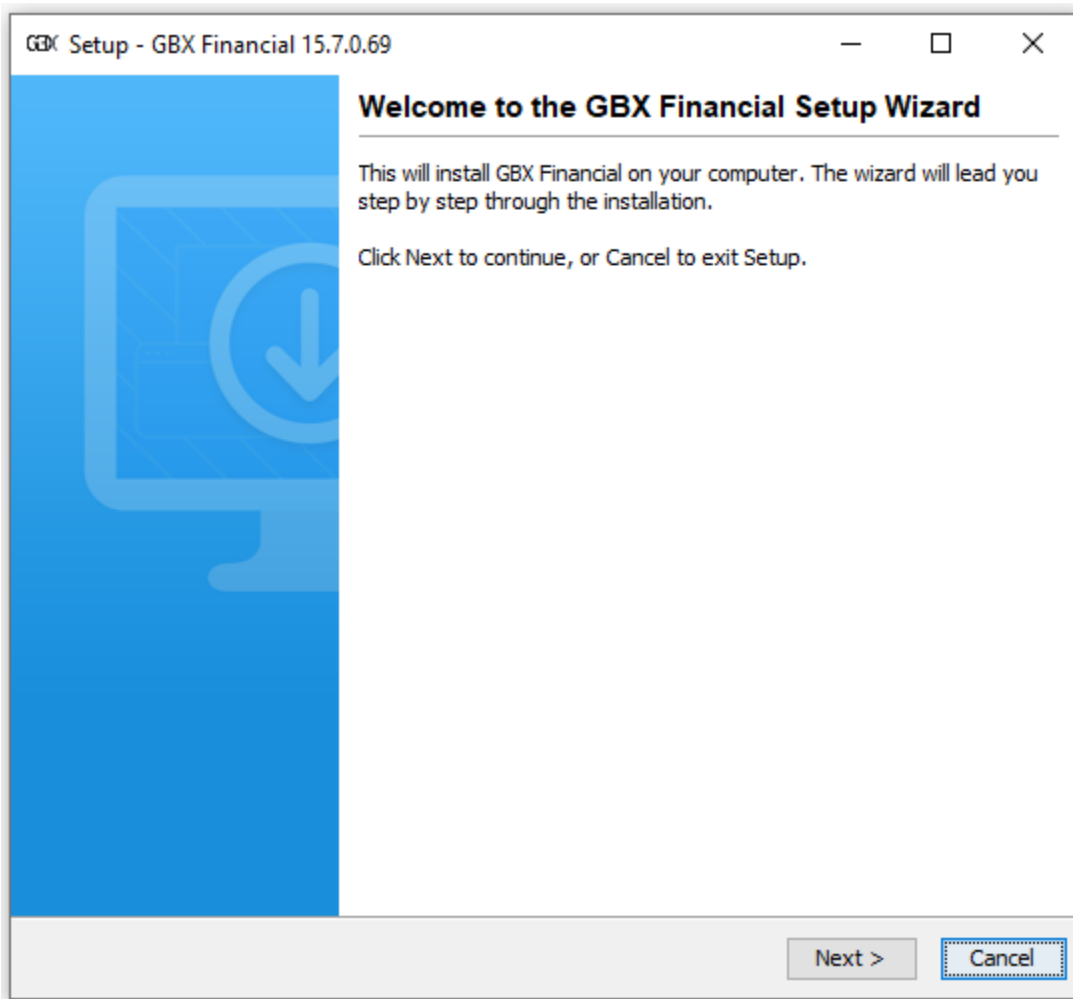 GBX Setup - GBX Financial 15.7.0.69
Welcome to the GBX Financial Setup Wizard
This will install GBX Financial on your computer. The wizard will lead you
step by step through the installation.
Click Next to continue, or Cancel to exit Setup.
Next >
Cancel